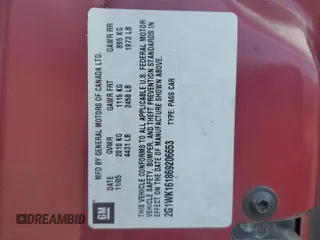 MFD BY GENERAL MOTORS OF CANADA LTD.
DATE GVWR GAWR FRT GAWR RR
11/05 2010 KG 1115 KG 895 KG
4431 LB 2458 LB 1973 LB
THIS VEHICLE CONFORMS TO ALL APPLICABLE U.S. FEDERAL MOTOR
VEHICLE SAFETY, BUMPER, AND THEFT PREVENTION STANDARDS IN
EFFECT ON THE DATE OF MANUFACTURE SHOWN ABOVE.
2G1WK161869206653 TYPE: PASS CAR
GM
DREAMBID